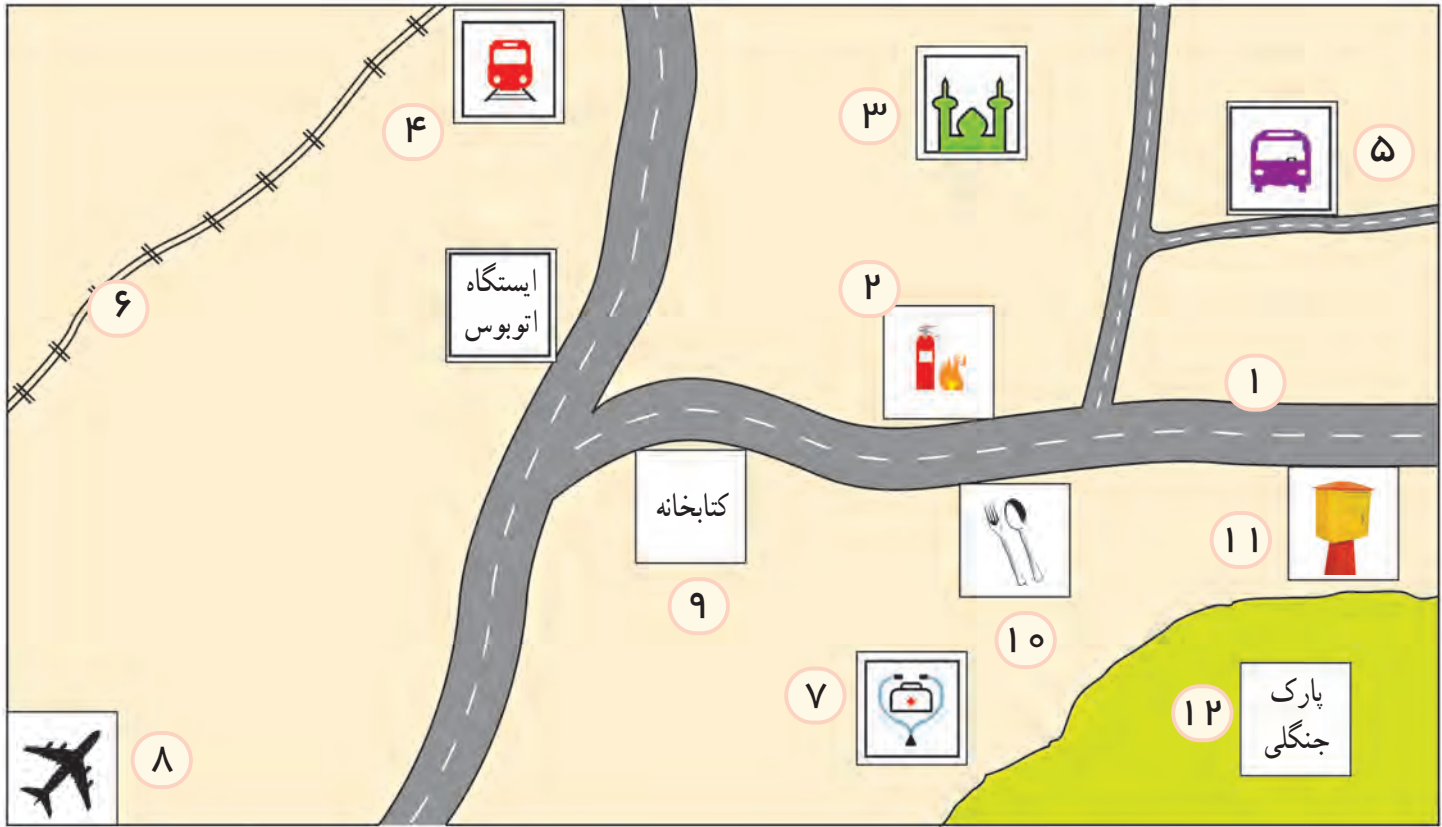 ۴
۳
۵
۶
ایستگاه
اتوبوس
۲
۱
کتابخانه
۹
۱۰
۱۱
۷
۸
۱۲
پارک
جنگلی